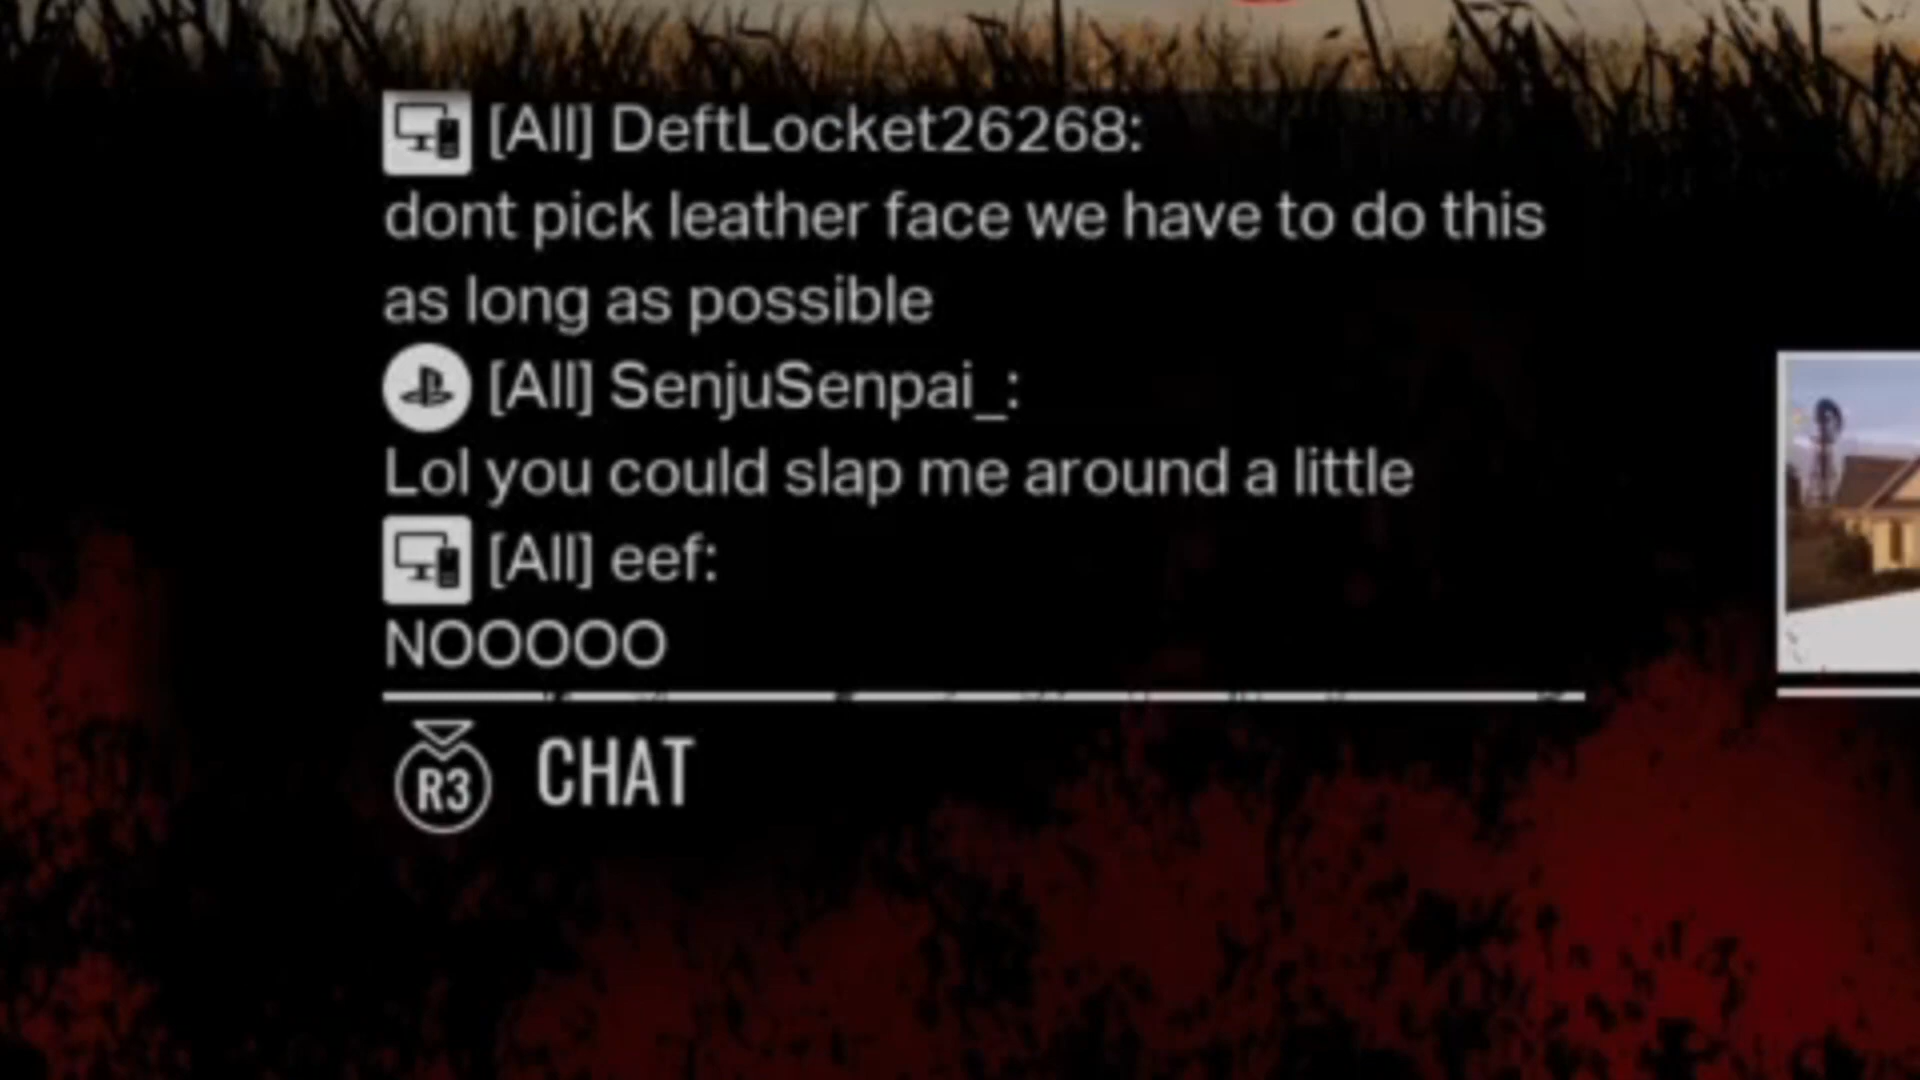 [All] DeftLocket26268:
dont pick leather face we have to do this
as long as possible
[All] SenjuSenpai_:
Lol you could slap me around a little
[All] eef:
NOOOOO
R3 CHAT